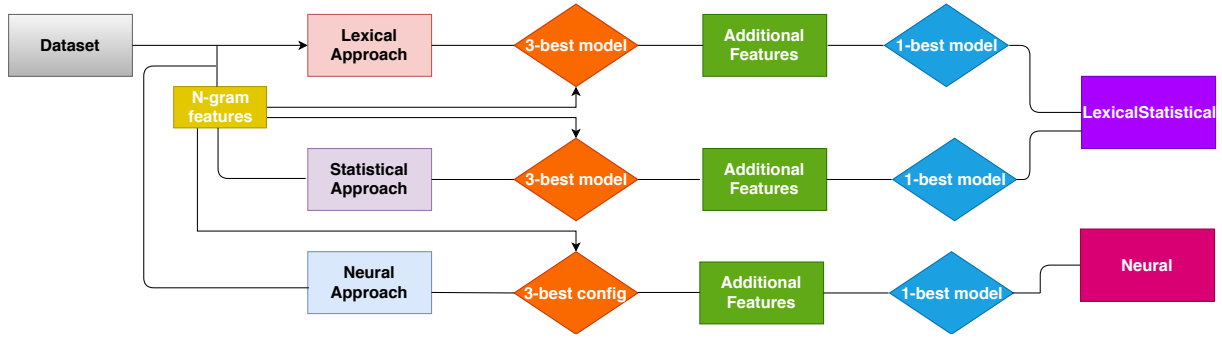 Dataset
Lexical
Approach
3-best model
Additional
Features
1-best model
N-gram
features
LexicalStatistical
Statistical
Approach
3-best model
Additional
Features
1-best model
Neural
Approach
3-best config
Additional
Features
1-best model
Neural